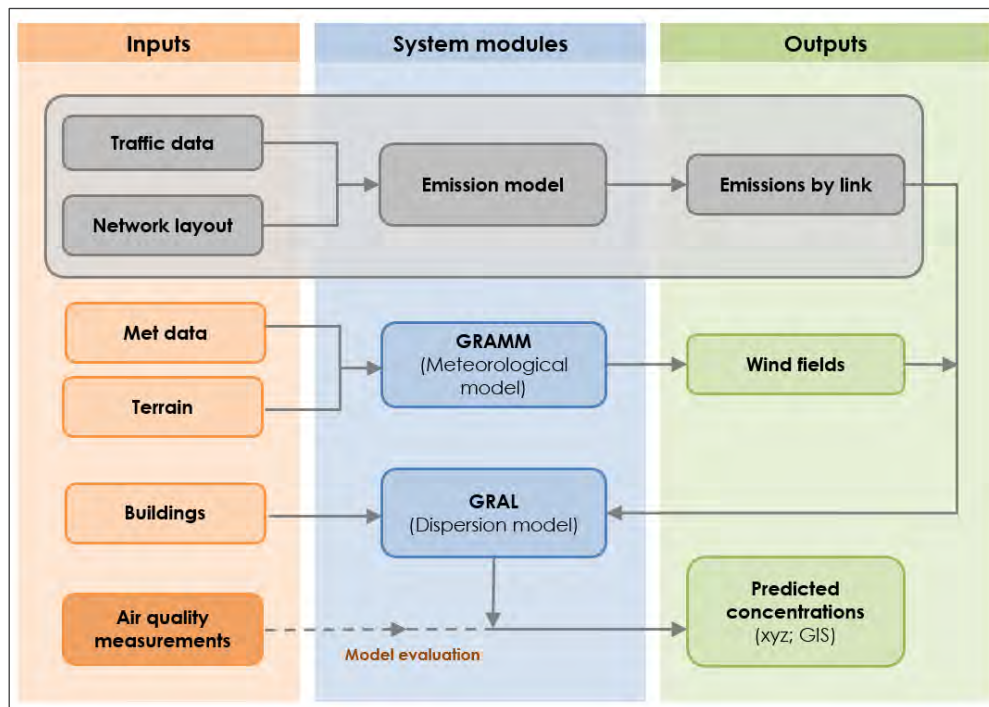 Inputs
System modules
Outputs
Traffic data
Network layout
Emission model
Emissions by link
Met data
Terrain
GRAMM
(Meteorological
model)
Wind fields
Buildings
GRAL
(Dispersion model)
Air quality
measurements
Model evaluation
Predicted
concentrations
(xyz; GIS)